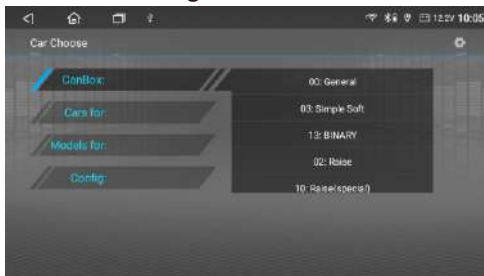 12.2V 10:05
Car Choose
CanBox:
Cars for:
Models for:
Config:
00: General
03: Simple Soft
13: BINARY
02: Raise
10: Raise(special)